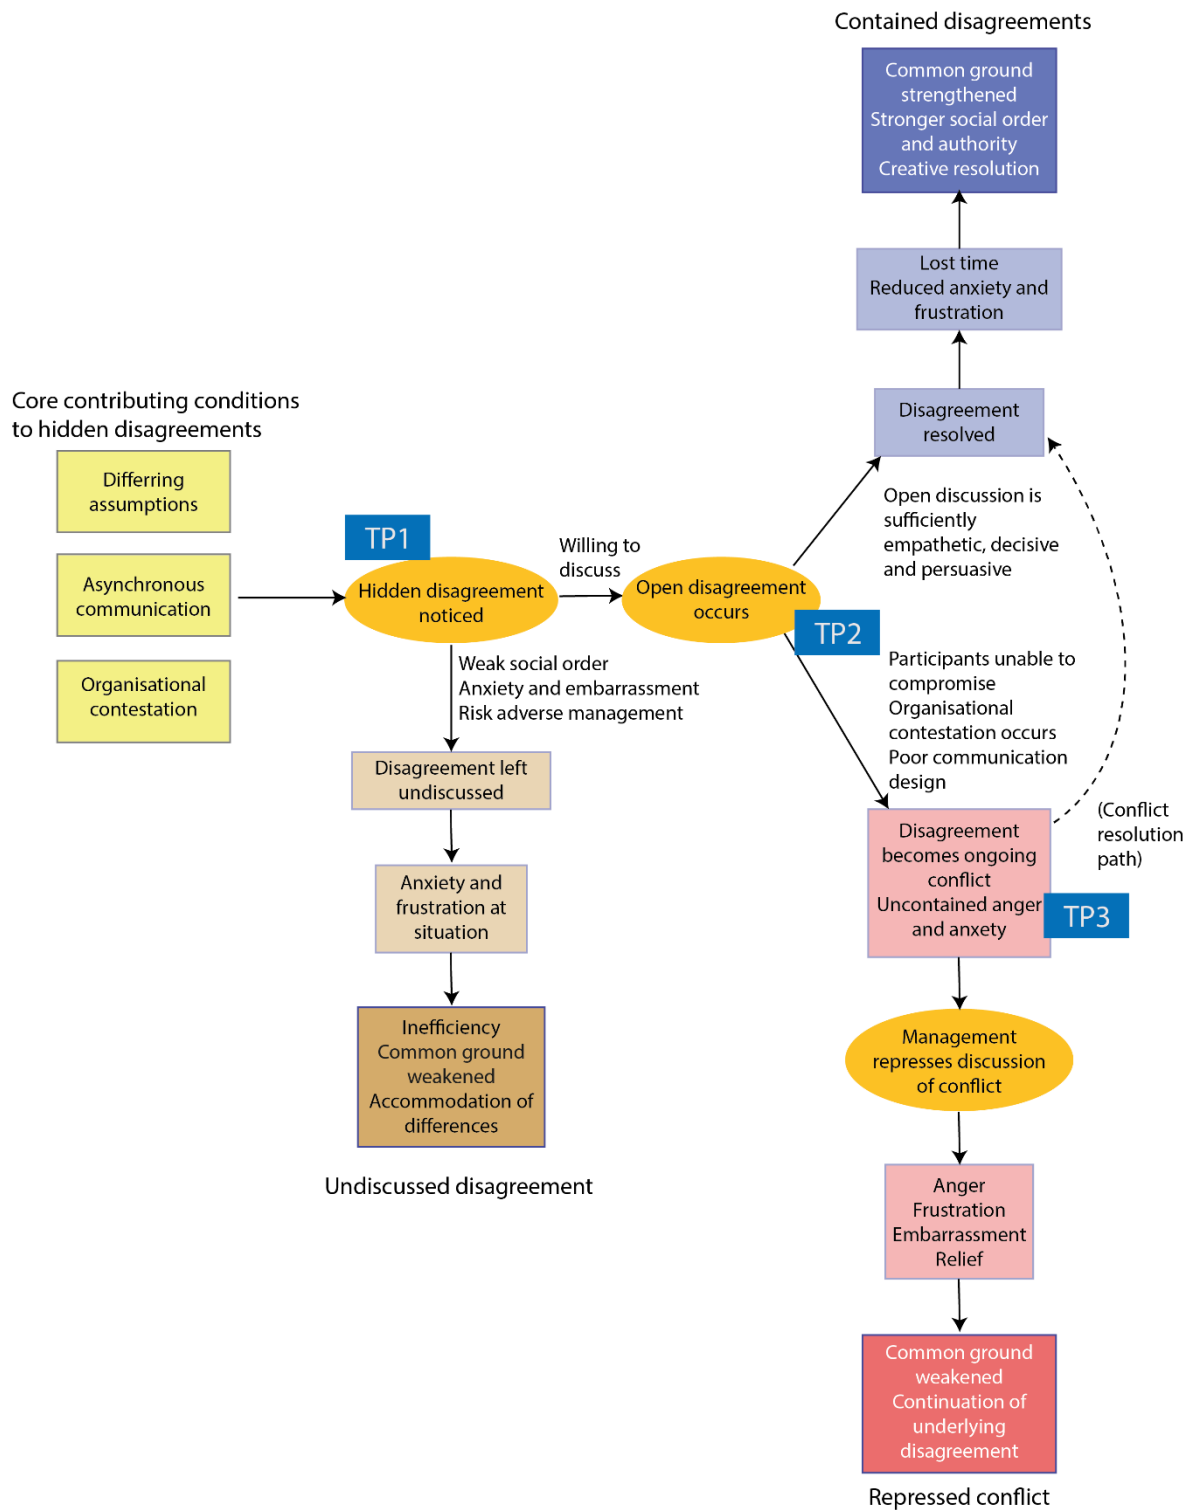 Contained disagreements
Common ground
strengthened
Stronger social order
and authority
Creative resolution
Lost time
Reduced anxiety and
frustration
Disagreement
resolved
Core contributing conditions
to hidden disagreements
Differing
assumptions
Asynchronous
communication
Organisational
contestation
TP1
Hidden disagreement
noticed
Willing to
discuss
Open disagreement
occurs
TP2
Open discussion is
sufficiently
empathetic, decisive
and persuasive
Weak social order
Anxiety and embarrassment
Risk adverse management
Participants unable to
compromise
Organisational
contestation occurs
Poor communication
design
Disagreement left
undiscussed
Anxiety and
frustration at
situation
Inefficiency
Common ground
weakened
Accommodation of
differences
Undiscussed disagreement
Disagreement
becomes ongoing
conflict
Uncontained anger
and anxety
TP3
(Conflict
resolution
path)
Management
represses discussion
of conflict
Anger
Frustration
Embarrassment
Relief
Common ground
weakened
Continuation of
underlying
disagreement
Repressed conflict